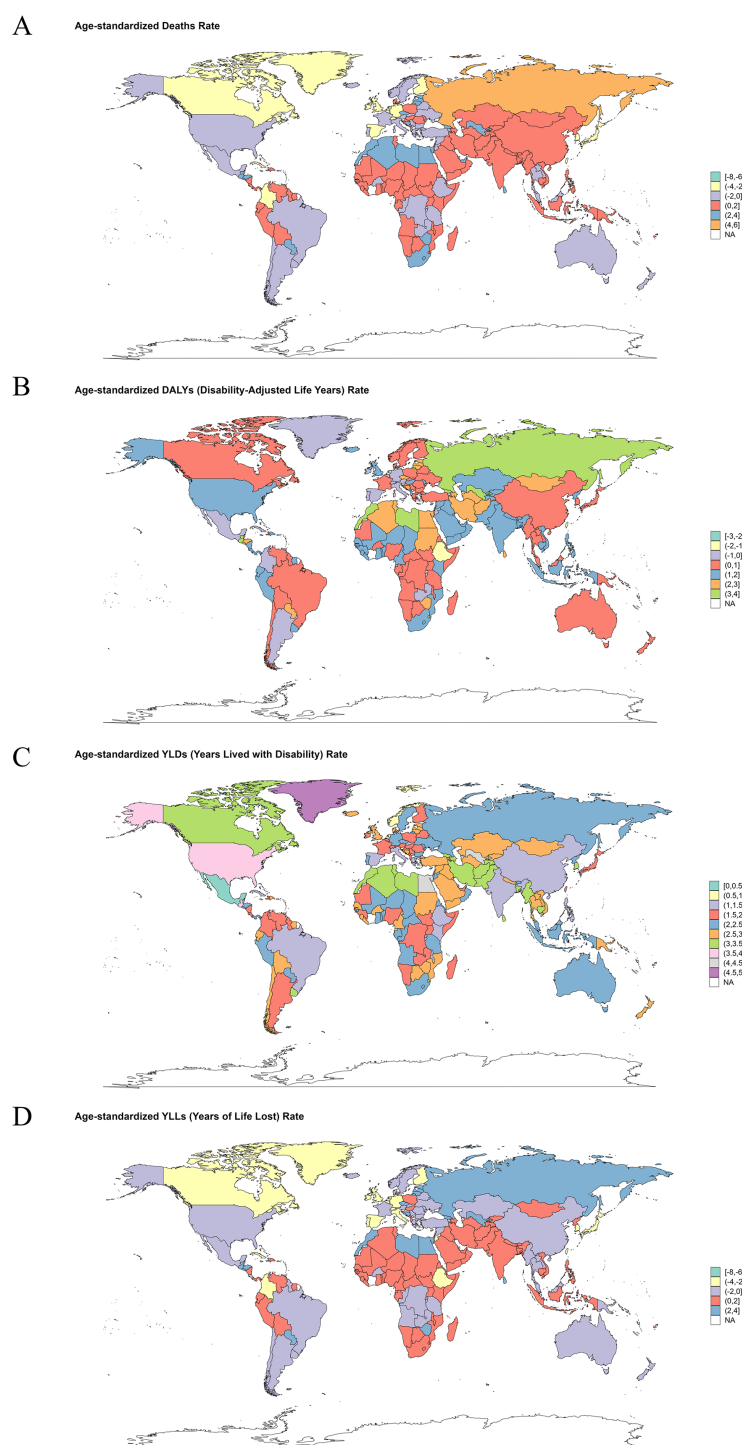 A
Age-standardized Deaths Rate
[-8,-6
(-4,-2
(-2,0]
(0,2]
(2,4]
(4,6]
NA
B
Age-standardized DALYs (Disability-Adjusted Life Years) Rate
[-3,-2
(-2,-1
(-1,0]
(0,1]
(1,2]
(2,3]
(3,4]
NA
C
Age-standardized YLDs (Years Lived with Disability) Rate
[0,0.5
(0.5,1
(1,1.5
(1.5,2
(2,2.5
(2.5,3
(3,3.5
(3.5,4
(4,4.5
(4.5,5
NA
D
Age-standardized YLLs (Years of Life Lost) Rate
[-8,-6
(-4,-2
(-2,0]
(0,2]
(2,4]
NA